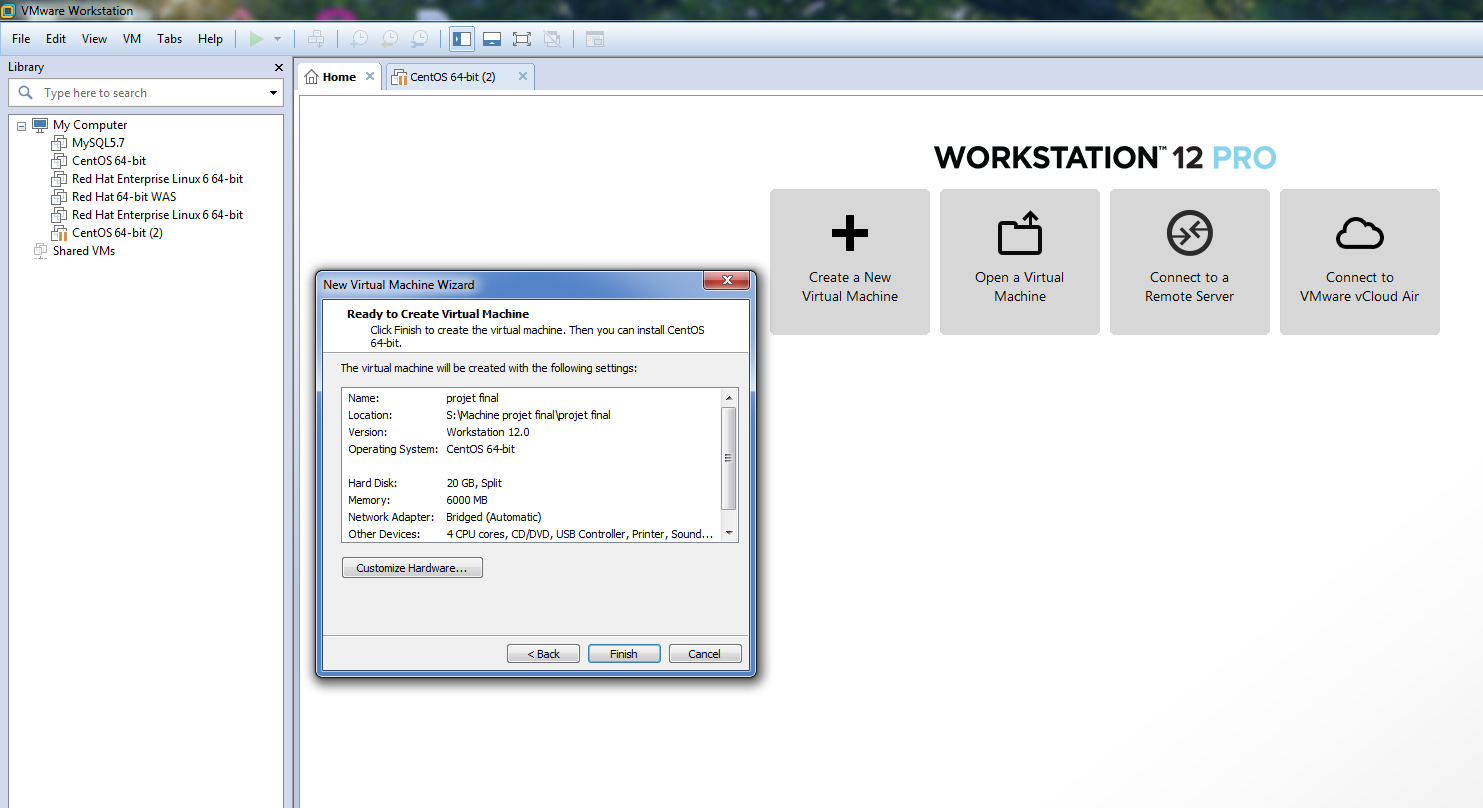 VMware Workstation
File Edit View VM Tabs Help
Library
Type here to search
My Computer
MySQL5.7
CentOS 64-bit
Red Hat Enterprise Linux 6 64-bit
Red Hat 64-bit WAS
Red Hat Enterprise Linux 6 64-bit
CentOS 64-bit (2)
Shared VMs
Home CentOS 64-bit (2)
WORKSTATION™ 12 PRO
Create a New
Virtual Machine
Open a Virtual
Machine
Connect to a
Remote Server
Connect to
VMware vCloud Air
New Virtual Machine Wizard
Ready to Create Virtual Machine
Click Finish to create the virtual machine. Then you can install CentOS
64-bit.
The virtual machine will be created with the following settings:
Name: projet final
Location: S:\Machine projet final\projet final
Version: Workstation 12.0
Operating System: CentOS 64-bit
Hard Disk: 20 GB, Split
Memory: 6000 MB
Network Adapter: Bridged (Automatic)
Other Devices: 4 CPU cores, CD/DVD, USB Controller, Printer, Sound...
Customize Hardware...
< Back Finish Cancel